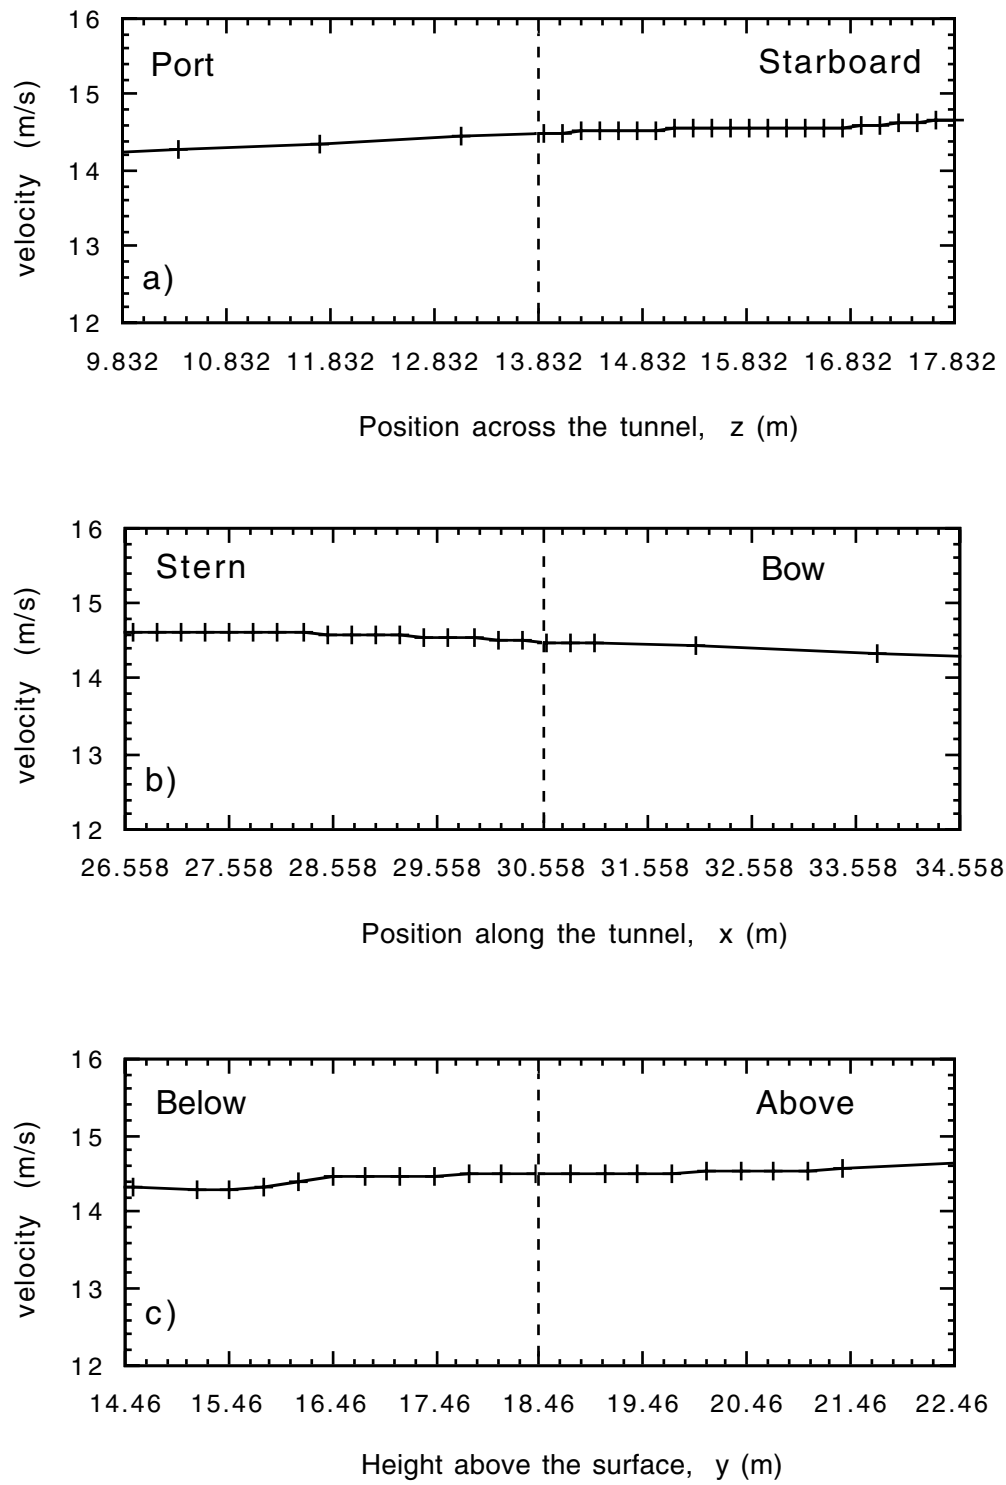 16
Port
Starboard
15
velocity (m/s)
14
13
a)
12
9.832 10.832 11.832 12.832 13.832 14.832 15.832 16.832 17.832
Position across the tunnel, z (m)
16
Stern
Bow
15
velocity (m/s)
14
13
b)
12
26.558 27.558 28.558 29.558 30.558 31.558 32.558 33.558 34.558
Position along the tunnel, x (m)
16
Below
Above
15
velocity (m/s)
14
13
c)
12
14.46 15.46 16.46 17.46 18.46 19.46 20.46 21.46 22.46
Height above the surface, y (m)